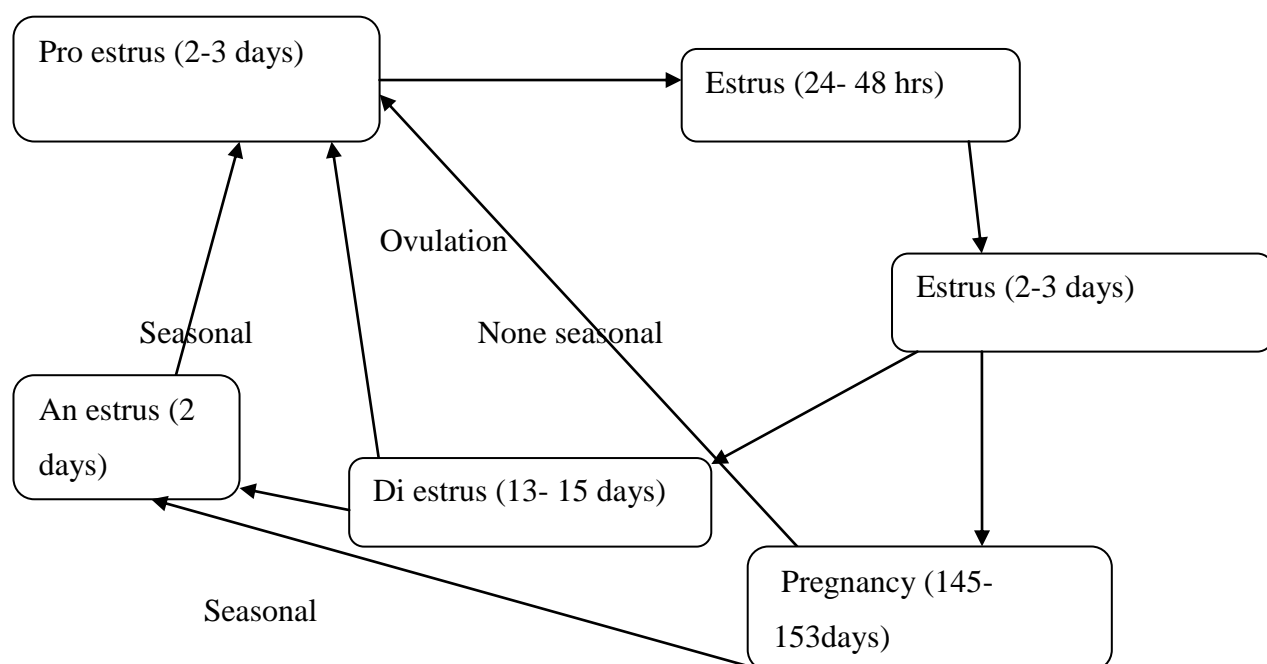 Pro estrus (2-3 days)
Estrus (24- 48 hrs)
Ovulation
Estrus (2-3 days)
Seasonal
None seasonal
An estrus (2
days)
Di estrus (13- 15 days)
Pregnancy (145-
153days)
Seasonal